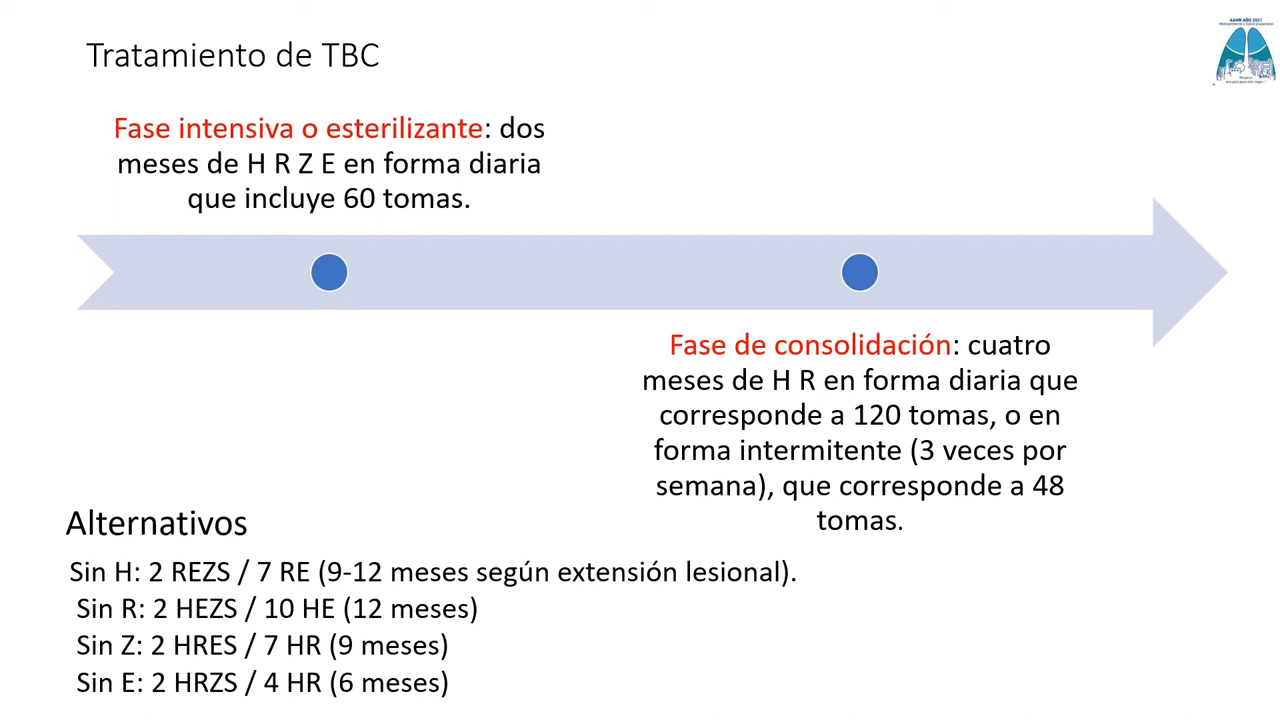 AAMR AÑO 2021
Tratamiento de TBC
Fase intensiva o esterilizante: dos
meses de H R Z E en forma diaria
que incluye 60 tomas.
Fase de consolidación: cuatro
meses de H R en forma diaria que
corresponde a 120 tomas, o en
forma intermitente (3 veces por
semana), que corresponde a 48
tomas.
Alternativos
Sin H: 2 REZS / 7 RE (9-12 meses según extensión lesional).
Sin R: 2 HEZS / 10 HE (12 meses)
Sin Z: 2 HRES / 7 HR (9 meses)
Sin E: 2 HRZS / 4 HR (6 meses)